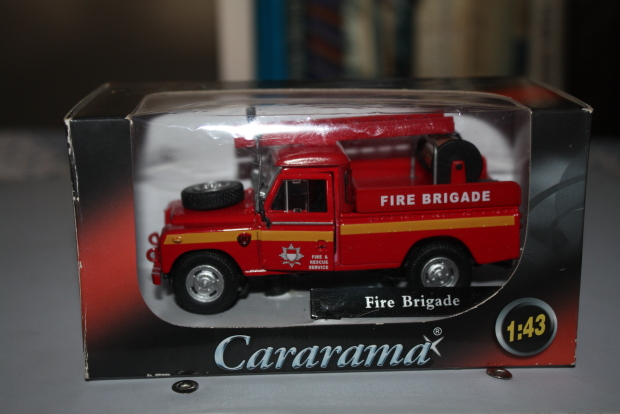 FIRE BRIGADE
FIRE &
RESCUE
SERVICE
Fire Brigade
Cararama®
1:43